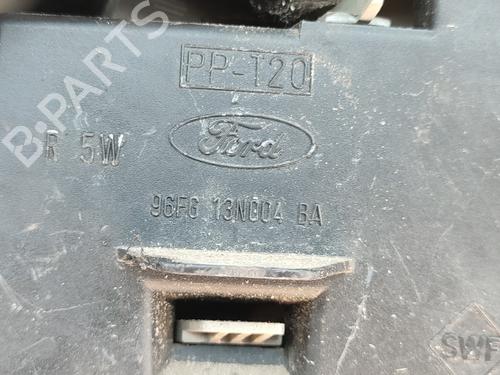 PP-T20
R 5W
Ford
96FG 13N004 BA
SWF
B-PARTS